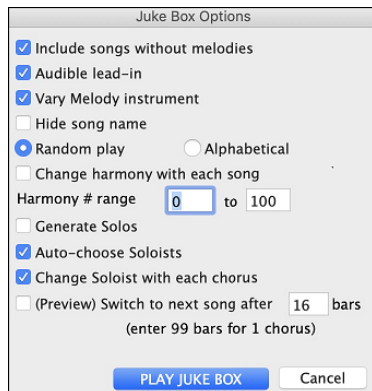 Juke Box Options
Include songs without melodies
Audible lead-in
Vary Melody instrument
Hide song name
Random play Alphabetical
Change harmony with each song
Harmony # range 0 to 100
Generate Solos
Auto-choose Soloists
Change Soloist with each chorus
(Preview) Switch to next song after 16 bars
(enter 99 bars for 1 chorus)
PLAY JUKE BOX Cancel